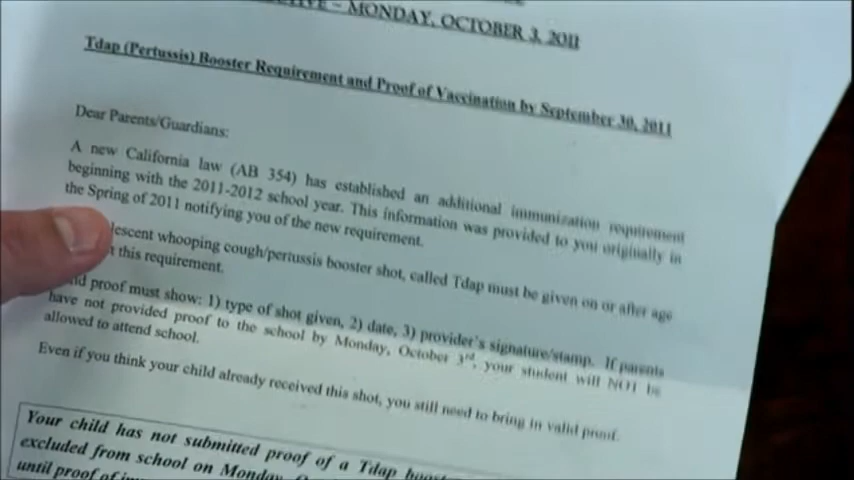 ~ MONDAY, OCTOBER 3, 2011
Tdap (Pertussis) Booster Requirement and Proof of Vaccination by September 30, 2011
Dear Parents/Guardians:
A new California law (AB 354) has established an additional immunization requirement
beginning with the 2011-2012 school year. This information was provided to you originally in
the Spring of 2011 notifying you of the new requirement.
whooping cough/pertussis booster shot, called Tdap must be given on or after age
this requirement.
proof must show: 1) type of shot given, 2) date, 3) provider's signature/stamp. If parents
have not provided proof to the school by Monday, October 3rd, your student will NOT be
allowed to attend school.
Even if you think your child already received this shot, you still need to bring in valid proof.
Your child has not submitted proof of a Tdap
excluded from school on Monday,
until proof of